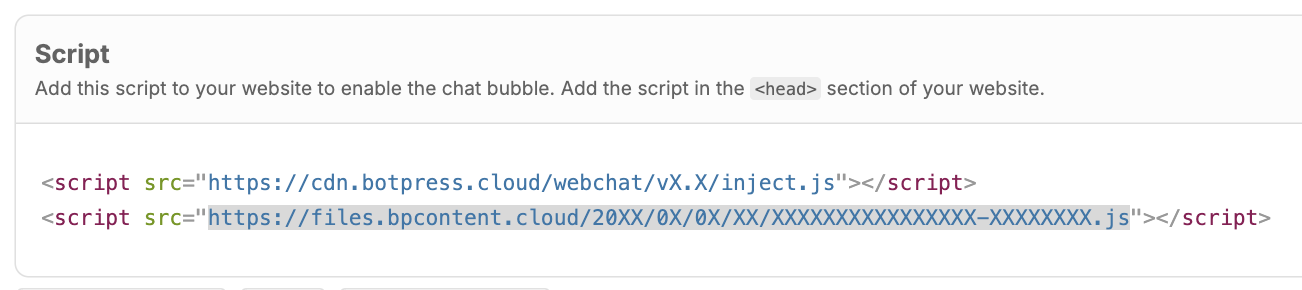 Script
Add this script to your website to enable the chat bubble. Add the script in the <head> section of your website.
<script src="https://cdn.botpress.cloud/webchat/vX.X/inject.js"></script>
<script src="https://files.bpcontent.cloud/20XX/0X/0X/XX/XXXXXXXXXXXXXXXX-XXXXXXXX.js"></script>